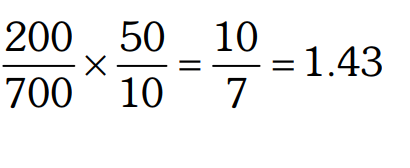 200/700 × 50/10 = 10/7 = 1.43